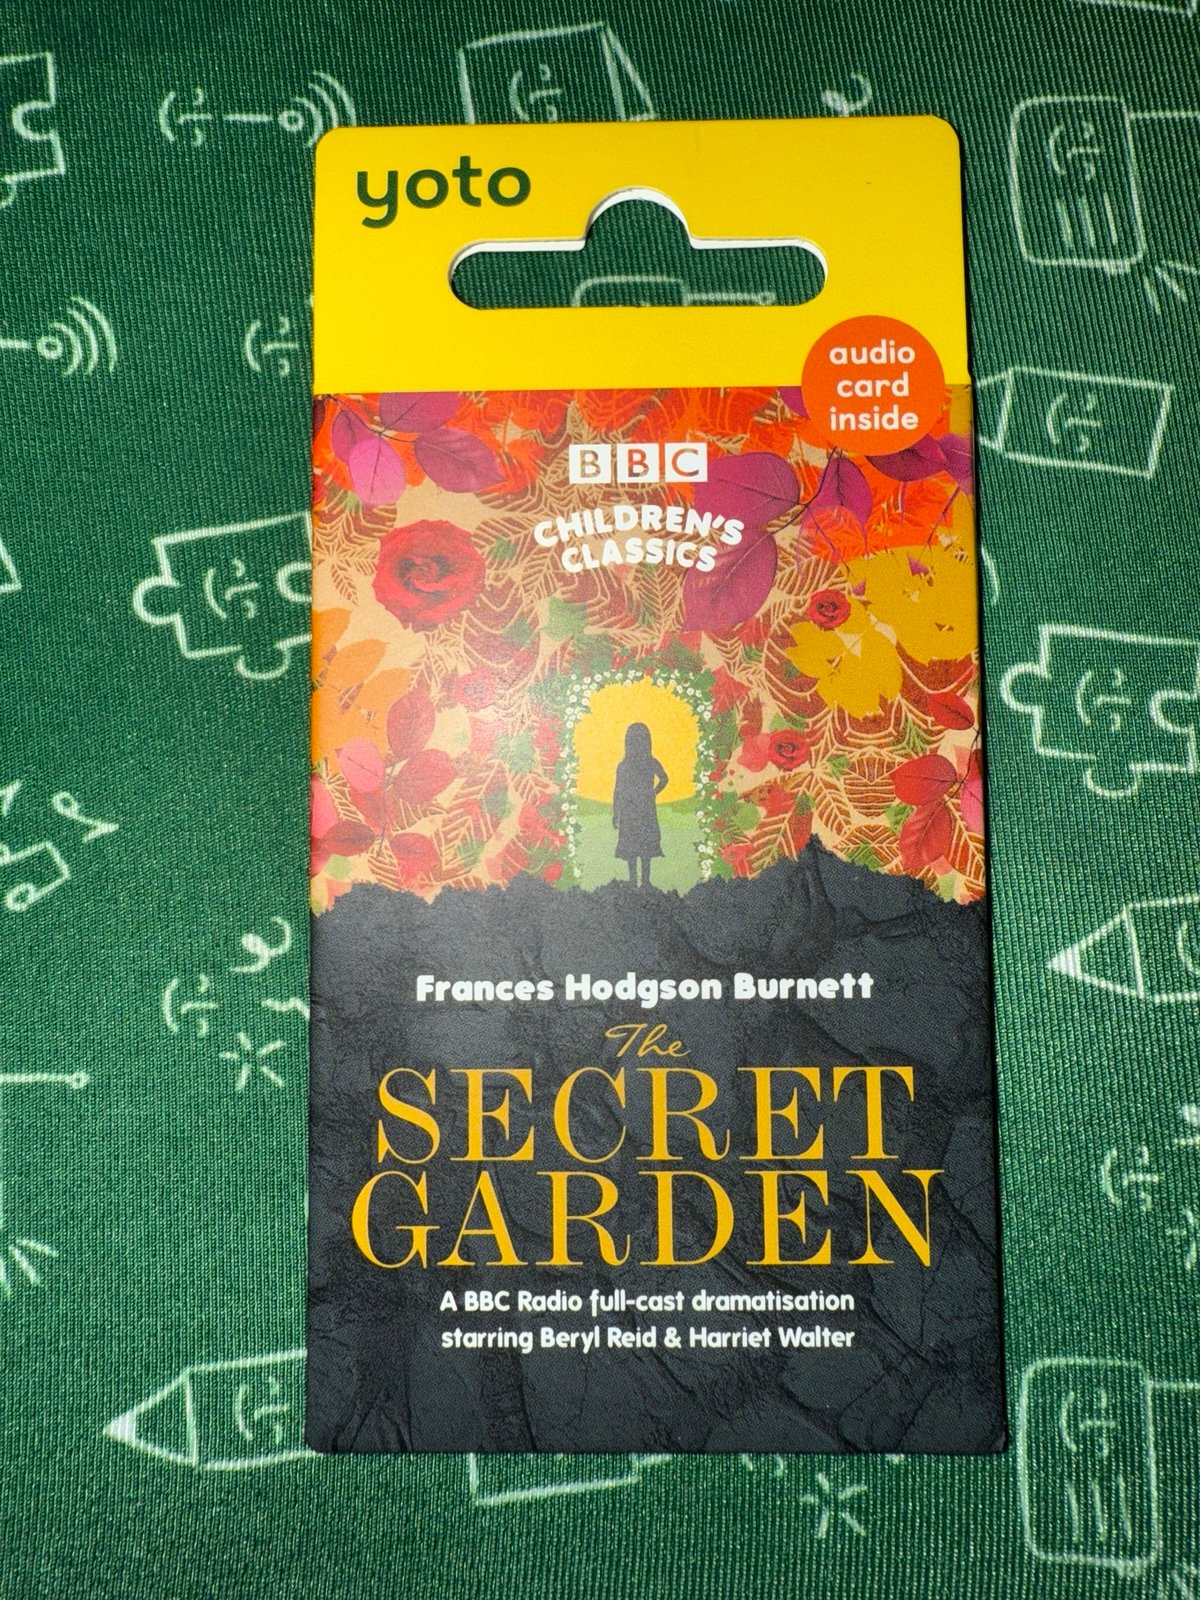 yoto
audio
card
inside
BBC
CHILDREN'S
CLASSICS
Frances Hodgson Burnett
The
SECRET
GARDEN
A BBC Radio full-cast dramatisation
starring Beryl Reid & Harriet Walter